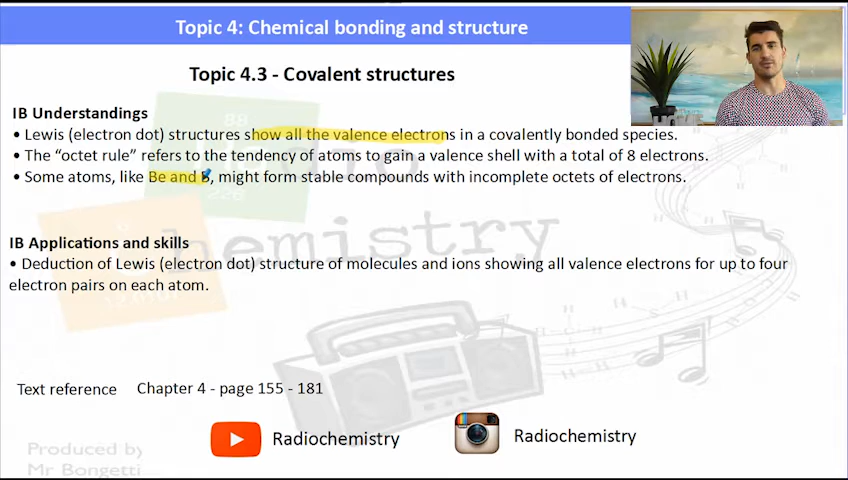 Topic 4: Chemical bonding and structure
Topic 4.3 - Covalent structures
IB Understandings
• Lewis (electron dot) structures show all the valence electrons in a covalently bonded species.
• The “octet rule” refers to the tendency of atoms to gain a valence shell with a total of 8 electrons.
• Some atoms, like Be and B, might form stable compounds with incomplete octets of electrons.
IB Applications and skills
• Deduction of Lewis (electron dot) structure of molecules and ions showing all valence electrons for up to four
electron pairs on each atom.
Text reference Chapter 4 - page 155 - 181
Radiochemistry
Radiochemistry
Produced by
Mr Bongetti